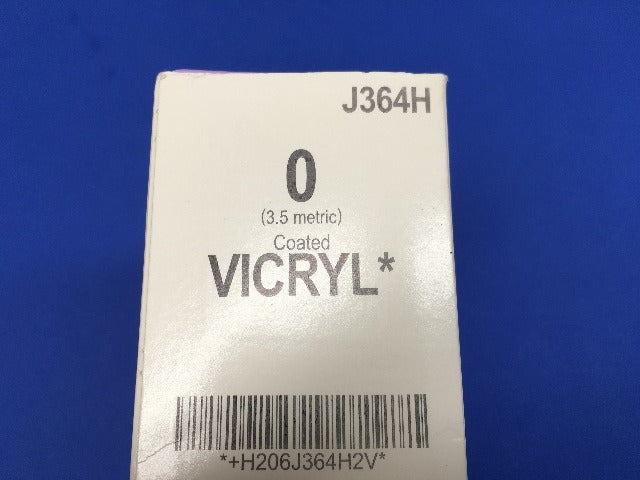 J364H
0
(3.5 metric)
Coated
VICRYL*
*+H206J364H2V*